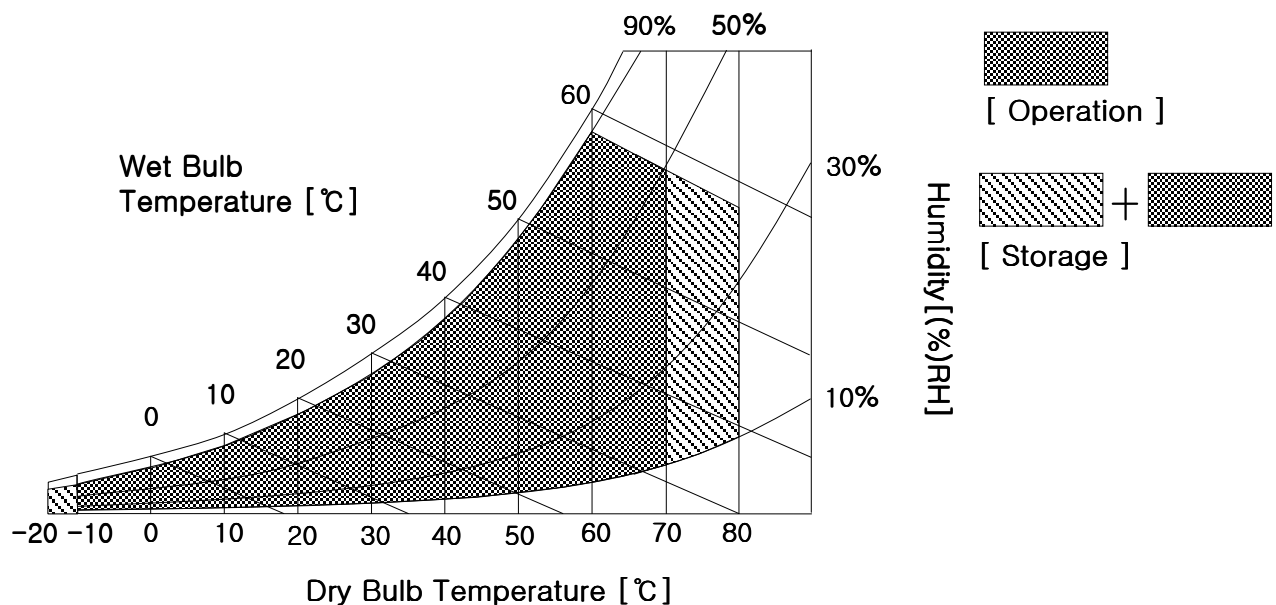 90%
50%
60
[ Operation ]
Wet Bulb
Temperature [℃]
30%
50
Humidity[(%)RH]
+
[ Storage ]
40
30
20
10
0
10%
-20 -10 0 10 20 30 40 50 60 70 80
Dry Bulb Temperature [℃]